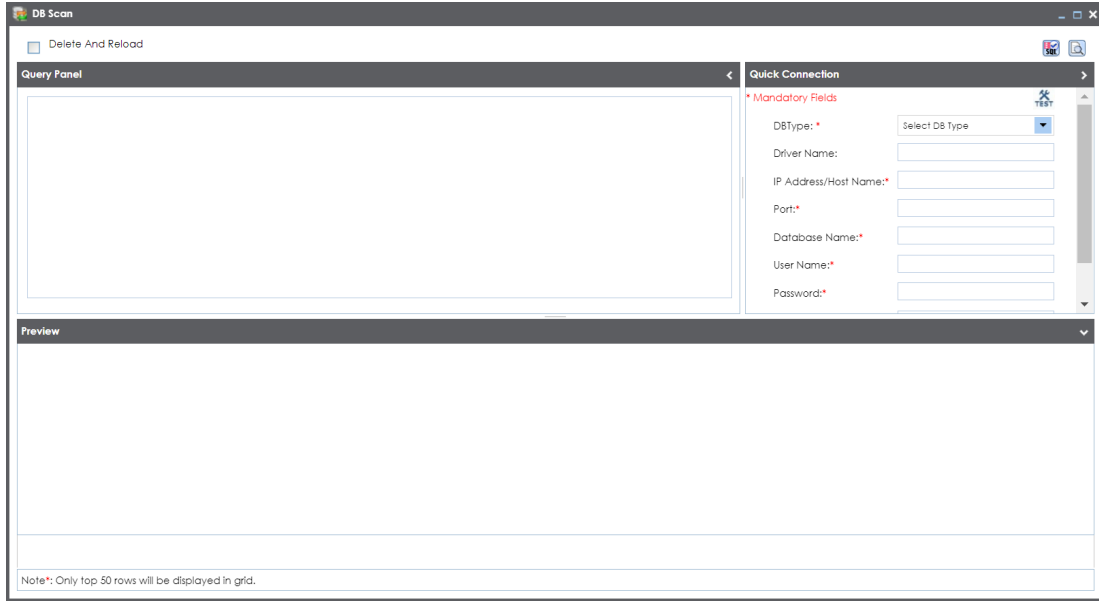 DB Scan
Delete And Reload
SQL
Query Panel
Quick Connection
* Mandatory Fields
TEST
DBType: *
Select DB Type
Driver Name:
IP Address/Host Name:*
Port:*
Database Name:*
User Name:*
Password:*
Preview
Note*: Only top 50 rows will be displayed in grid.